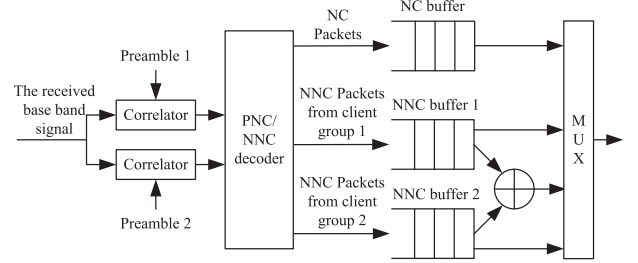 NC
Packets
NC buffer
Preamble 1
The received
base band
signal
Correlator
Correlator
Preamble 2
PNC/
NNC
decoder
NNC Packets
from client
group 1
NNC buffer 1
NNC Packets
from client
group 2
NNC buffer 2
M
U
X